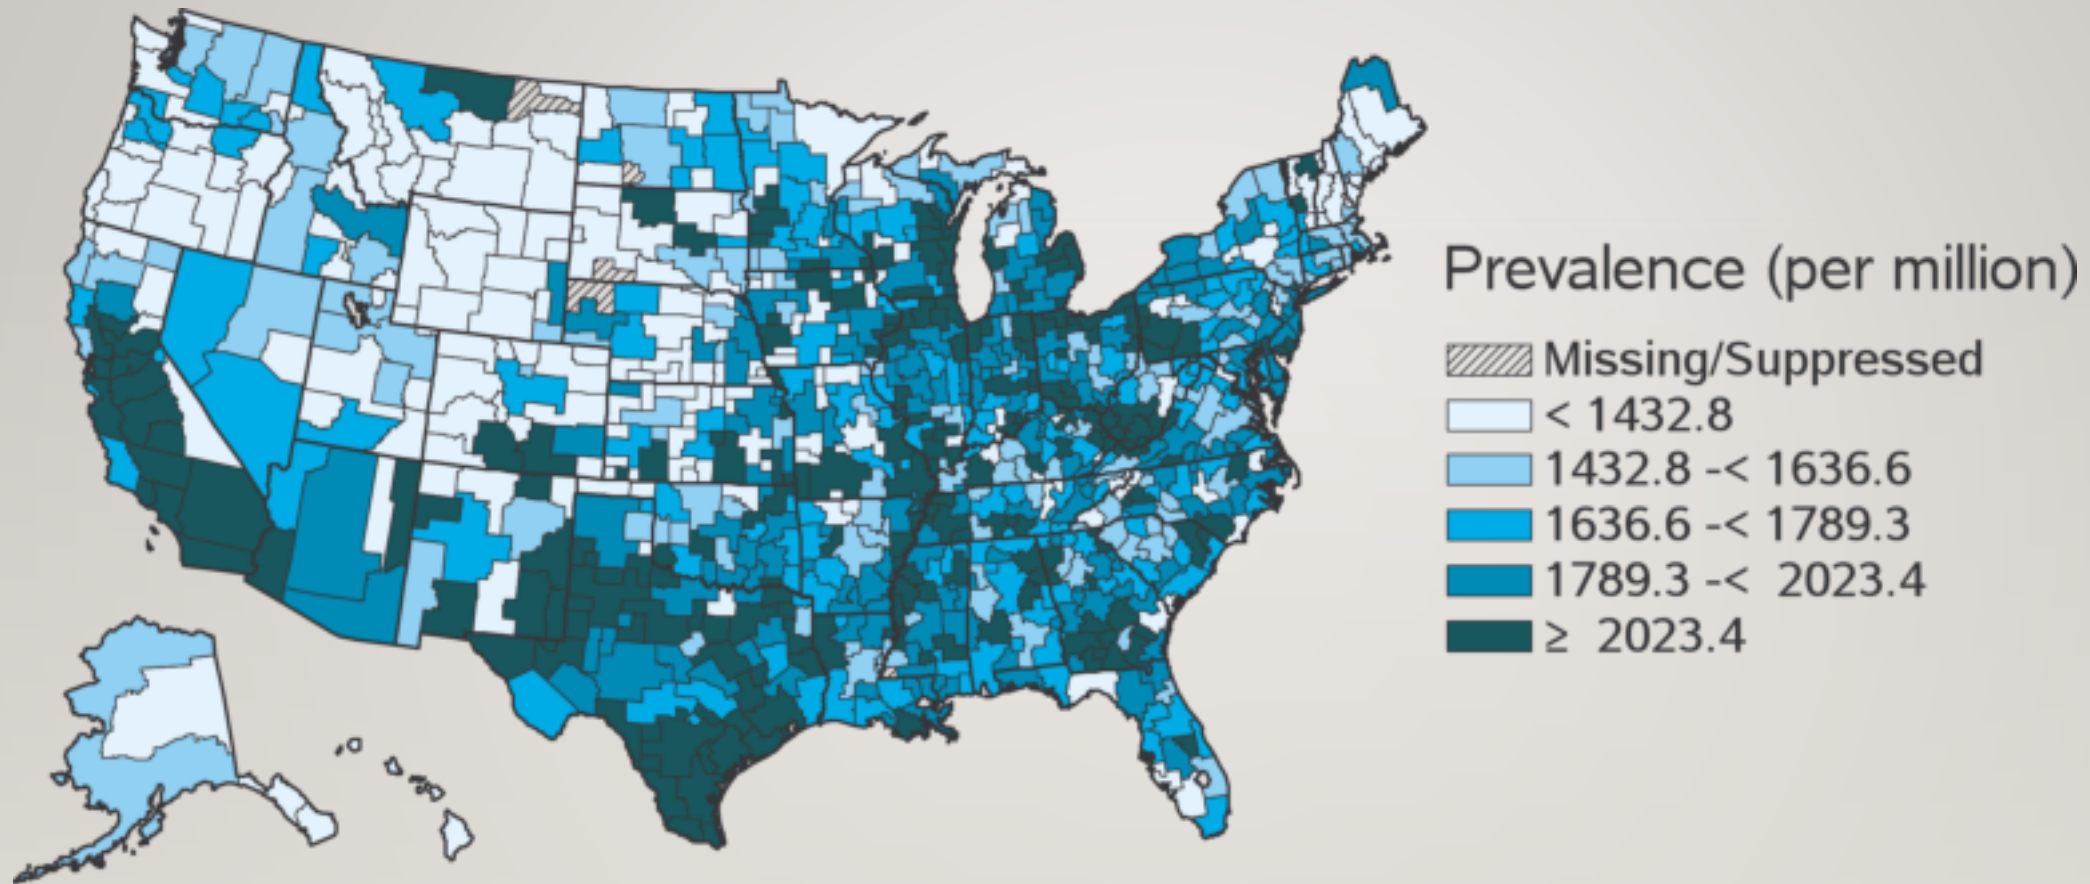 Prevalence (per million)
Missing/Suppressed
< 1432.8
1432.8 -< 1636.6
1636.6 -< 1789.3
1789.3 -<  2023.4
≥  2023.4